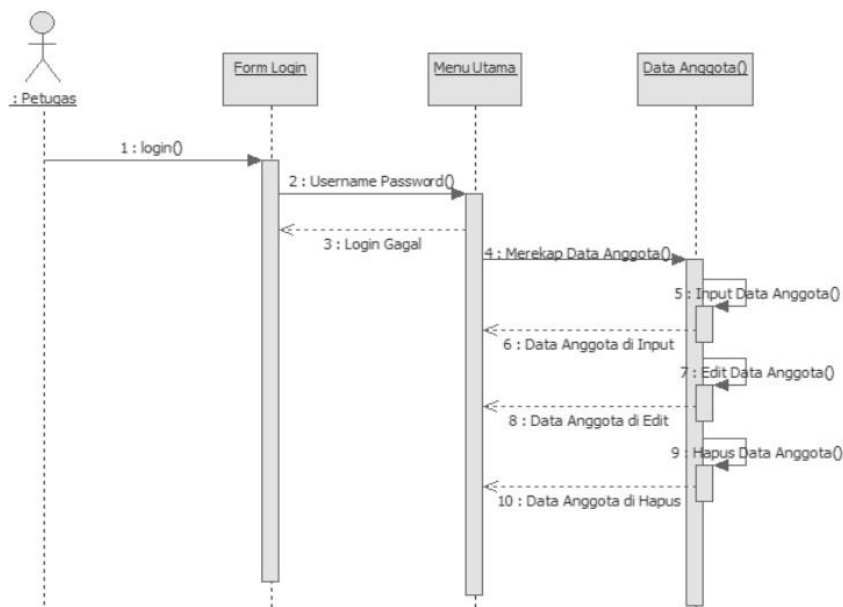 : Petugas
Form Login
Menu Utama
Data Anggota()
1 : login()
2 : Username Password()
3 : Login Gagal
4 : Merekap Data Anggota()
5 : Input Data Anggota()
6 : Data Anggota di Input
7 : Edit Data Anggota()
8 : Data Anggota di Edit
9 : Hapus Data Anggota()
10 : Data Anggota di Hapus